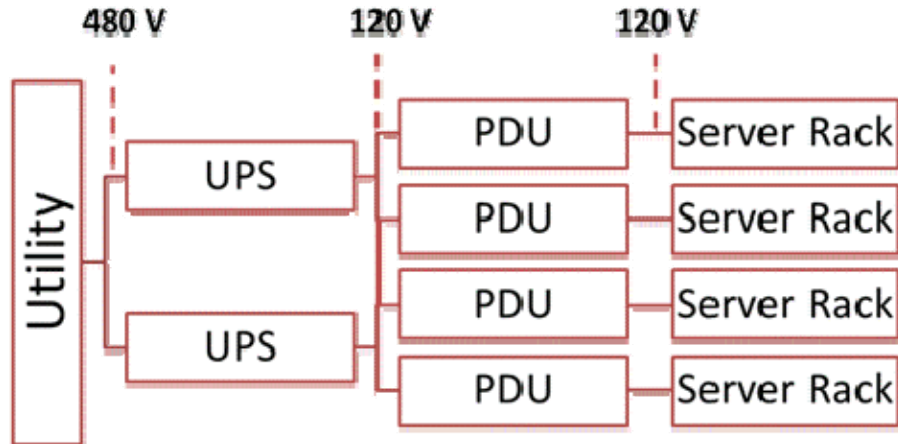 480 V 120 V 120 V
Utility
UPS
UPS
PDU Server Rack
PDU Server Rack
PDU Server Rack
PDU Server Rack